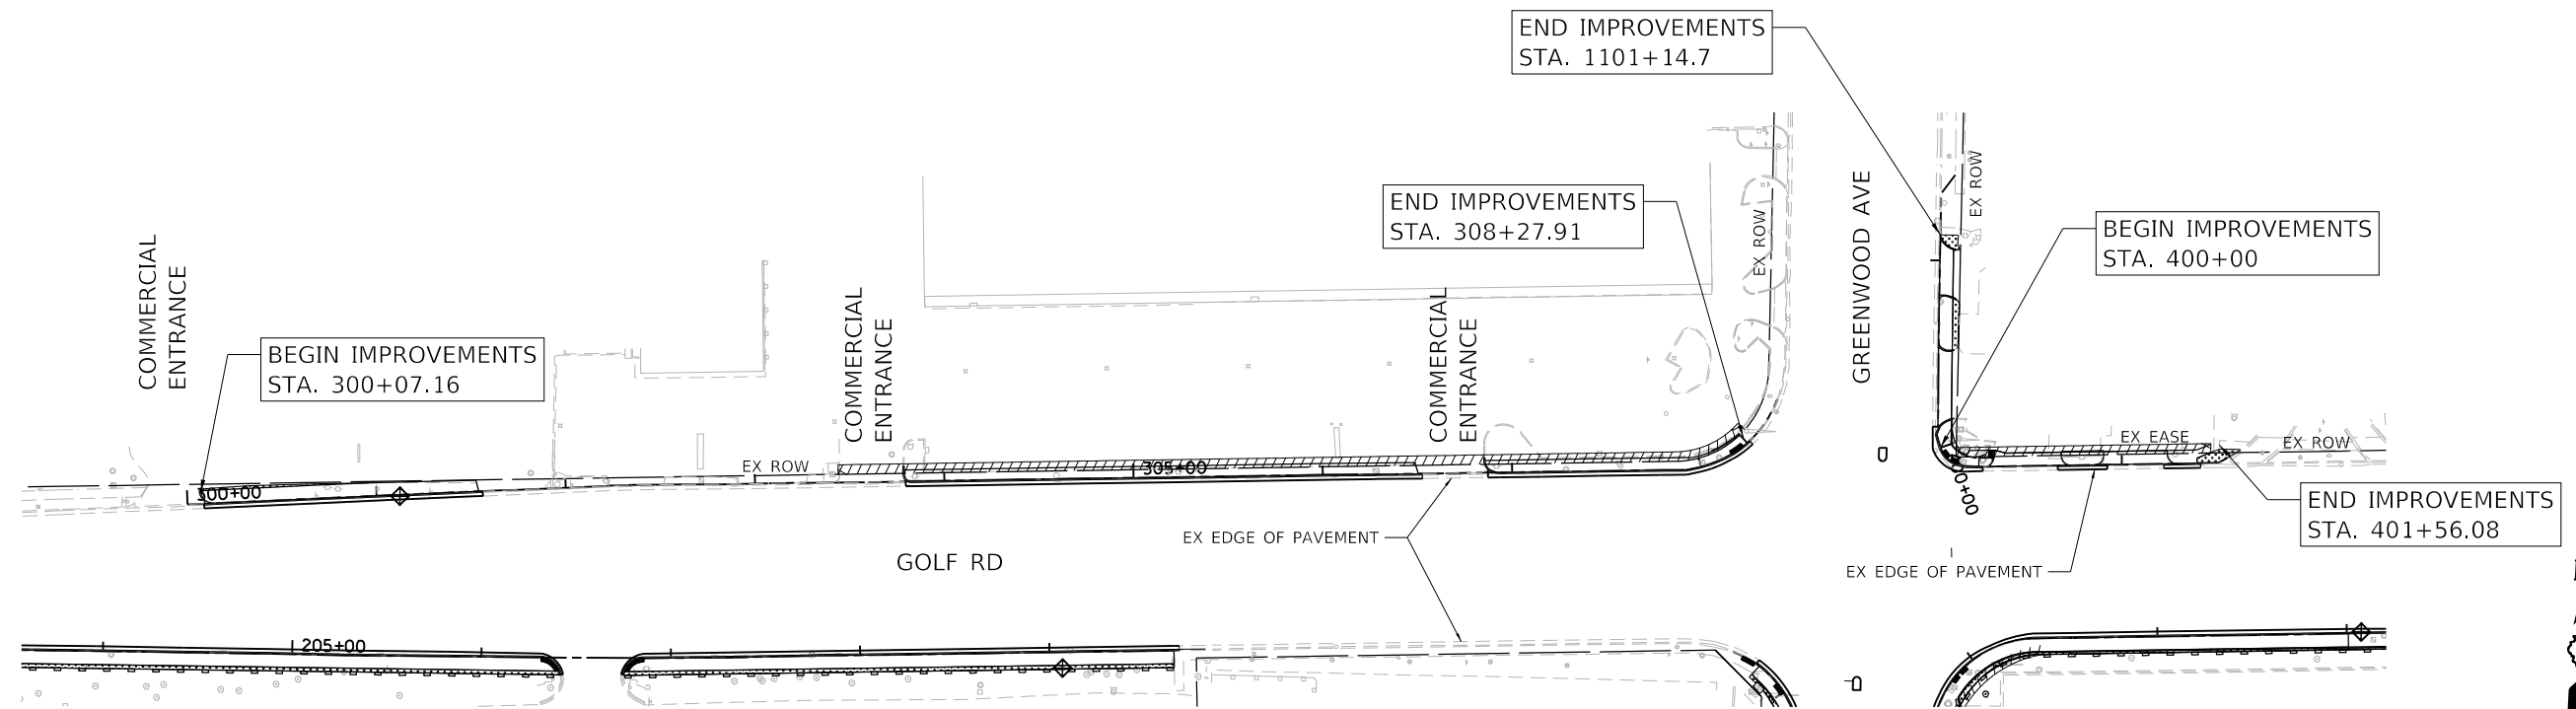 END IMPROVEMENTS
STA. 1101+14.7
END IMPROVEMENTS
STA. 308+27.91
EX ROW
GREENWOOD AVE
EX ROW
BEGIN IMPROVEMENTS
STA. 400+00
COMMERCIAL
ENTRANCE
BEGIN IMPROVEMENTS
STA. 300+07.16
COMMERCIAL
ENTRANCE
COMMERCIAL
ENTRANCE
EX ROW
305+00
300+00
EX EASE
EX ROW
END IMPROVEMENTS
STA. 401+56.08
EX EDGE OF PAVEMENT
GOLF RD
EX EDGE OF PAVEMENT
205+00